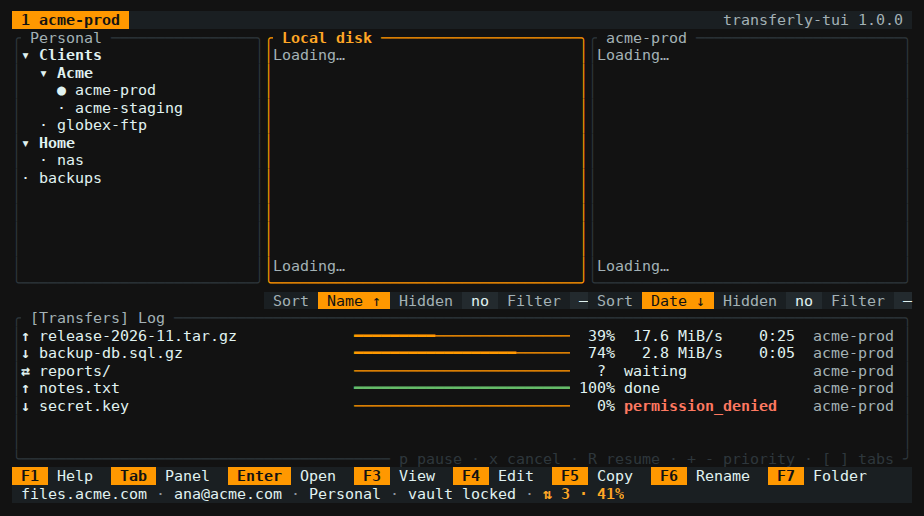 1 acme-prod transferly-tui 1.0.0
Personal Local disk acme-prod
▾ Clients Loading… Loading…
▾ Acme
● acme-prod
· acme-staging
· globex-ftp
▾ Home
· nas
· backups
Loading… Loading…
Sort Name ↑ Hidden no Filter — Sort Date ↓ Hidden no Filter —
[Transfers] Log
↑ release-2026-11.tar.gz 39% 17.6 MiB/s 0:25 acme-prod
↓ backup-db.sql.gz 74% 2.8 MiB/s 0:05 acme-prod
⇄ reports/ ? waiting acme-prod
↑ notes.txt 100% done acme-prod
↓ secret.key 0% permission_denied acme-prod
p pause · x cancel · R resume · + - priority · [ ] tabs
F1 Help Tab Panel Enter Open F3 View F4 Edit F5 Copy F6 Rename F7 Folder
files.acme.com · ana@acme.com · Personal · vault locked · ⇅ 3 · 41%